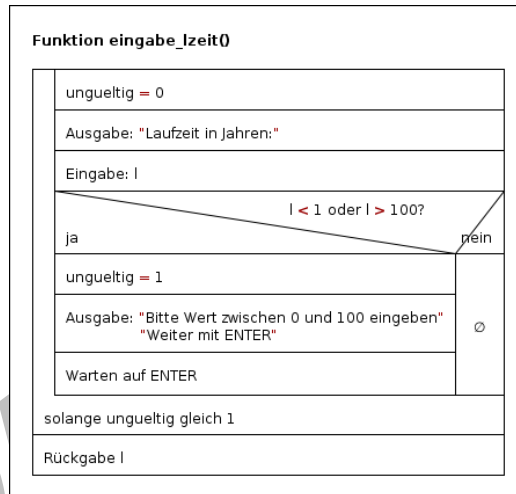 Funktion eingabe_lzeit()
ungueltig = 0
Ausgabe: "Laufzeit in Jahren:"
Eingabe: l
l < 1 oder l > 100?
ja nein
ungueltig = 1
Ausgabe: "Bitte Wert zwischen 0 und 100 eingeben"
"Weiter mit ENTER"
∅
Warten auf ENTER
solange ungueltig gleich 1
Rückgabe l